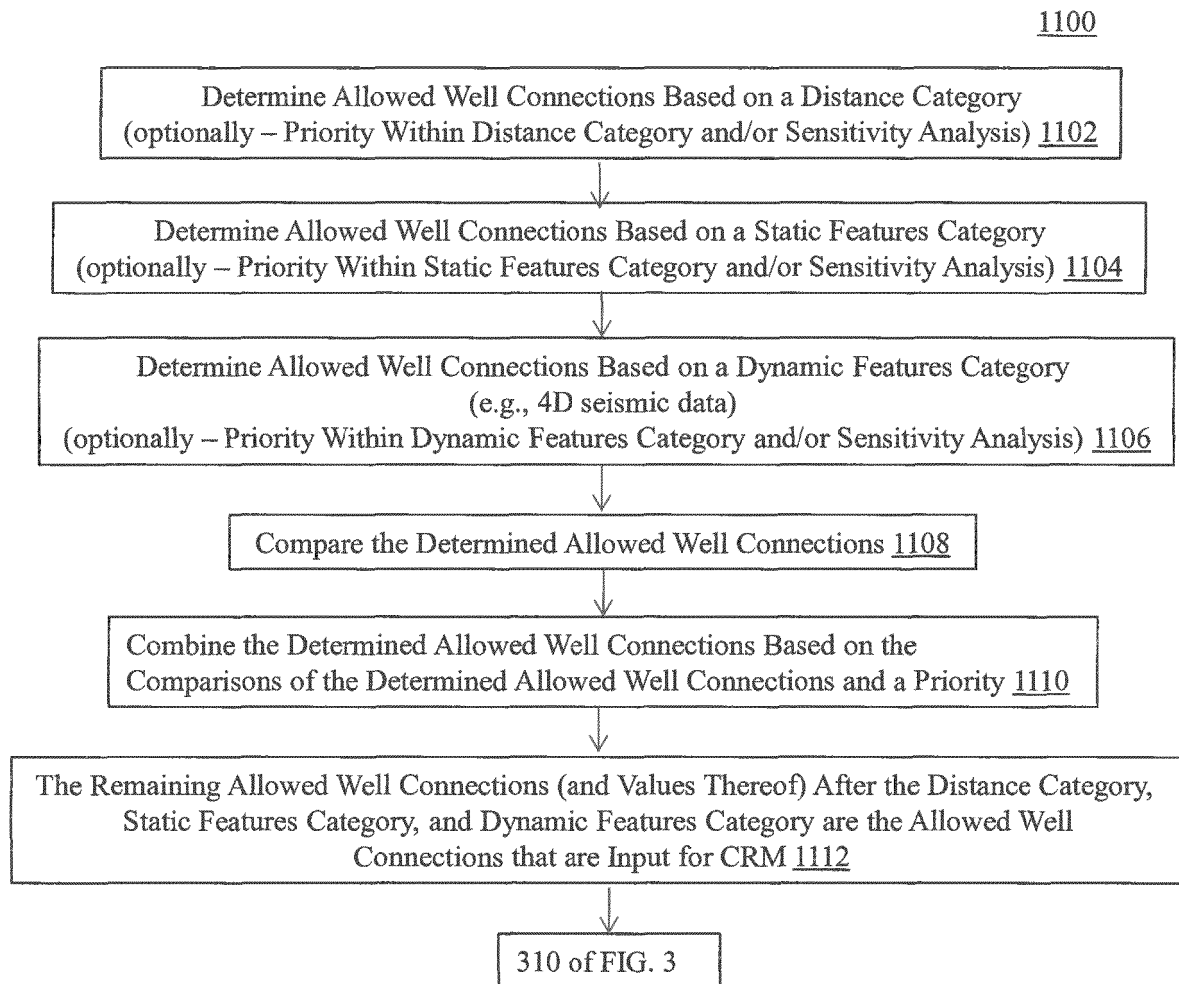 1100
Determine Allowed Well Connections Based on a Distance Category
(optionally – Priority Within Distance Category and/or Sensitivity Analysis) 1102
Determine Allowed Well Connections Based on a Static Features Category
(optionally – Priority Within Static Features Category and/or Sensitivity Analysis) 1104
Determine Allowed Well Connections Based on a Dynamic Features Category
(e.g., 4D seismic data)
(optionally – Priority Within Dynamic Features Category and/or Sensitivity Analysis) 1106
Compare the Determined Allowed Well Connections 1108
Combine the Determined Allowed Well Connections Based on the
Comparisons of the Determined Allowed Well Connections and a Priority 1110
The Remaining Allowed Well Connections (and Values Thereof) After the Distance Category,
Static Features Category, and Dynamic Features Category are the Allowed Well
Connections that are Input for CRM 1112
310 of FIG. 3